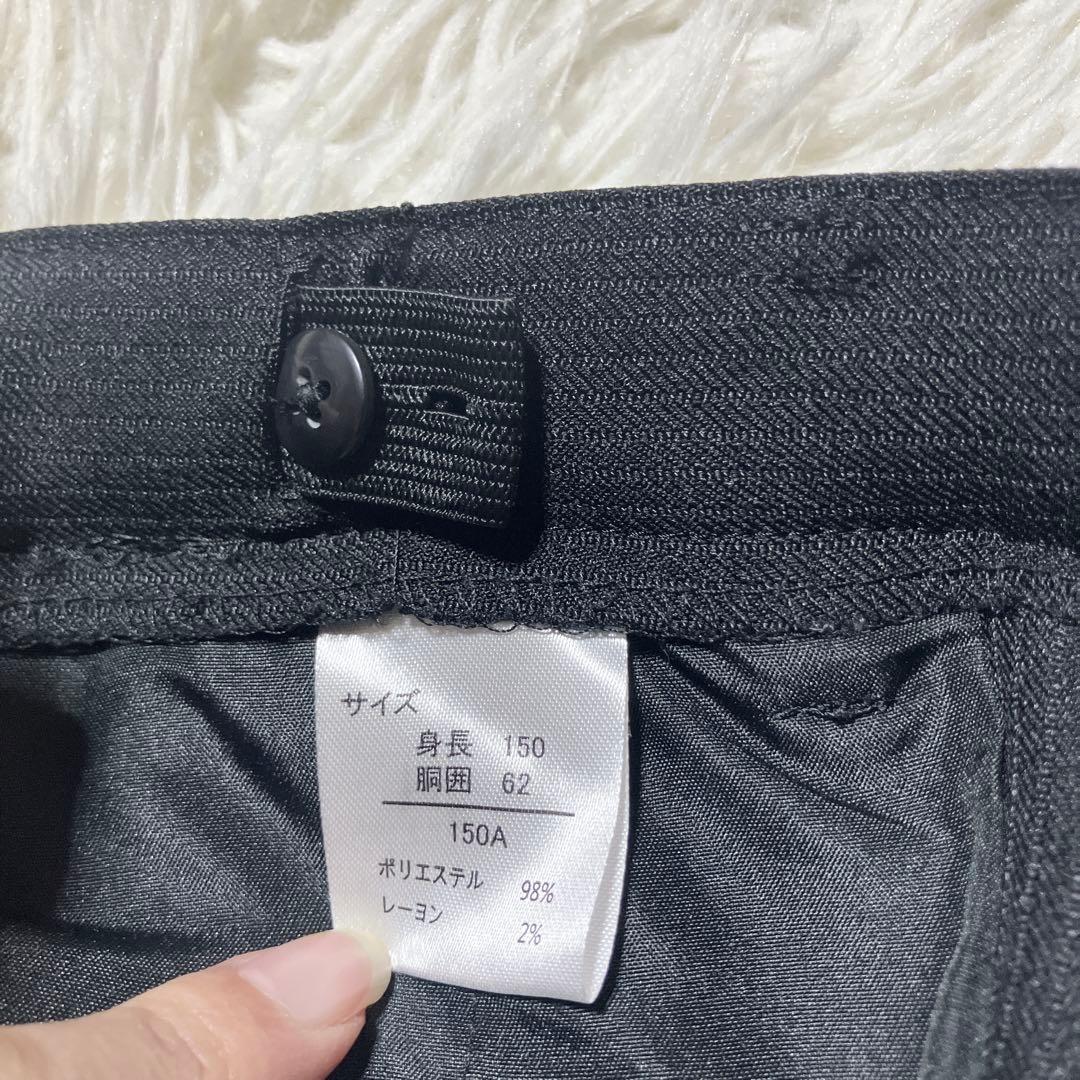 サイズ
身長 150
胴囲 62
150A
ポリエステル 98%
レーヨン 2%